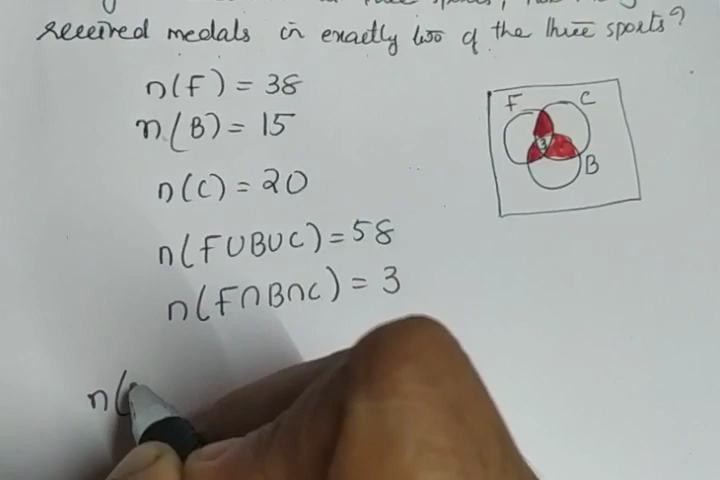 received medals in exactly two of the three sports?
n(F) = 38
n(B) = 15
n(C) = 20
n(F∪B∪C) = 58
n(F∩B∩C) = 3
n(
F
C
3
B